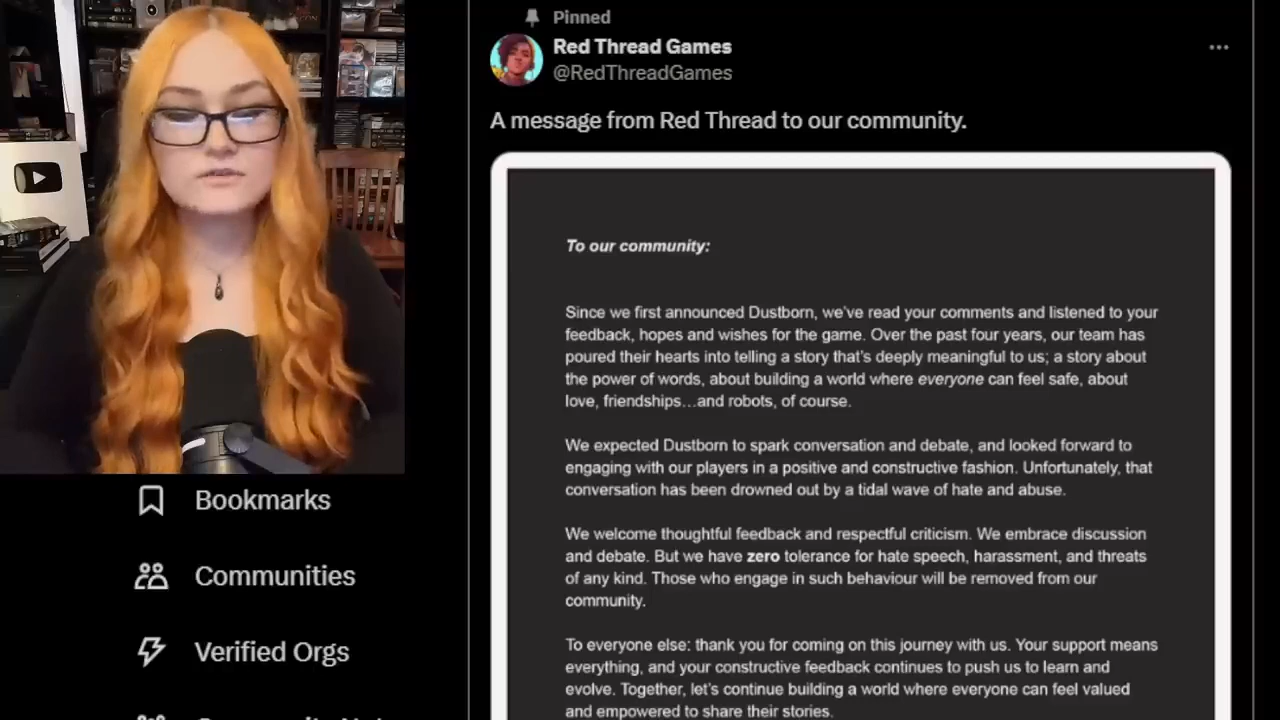 Pinned
Red Thread Games
@RedThreadGames
A message from Red Thread to our community.
To our community:
Since we first announced Dustborn, we've read your comments and listened to your
feedback, hopes and wishes for the game. Over the past four years, our team has
poured their hearts into telling a story that's deeply meaningful to us; a story about
the power of words, about building a world where everyone can feel safe, about
love, friendships…and robots, of course.
We expected Dustborn to spark conversation and debate, and looked forward to
engaging with our players in a positive and constructive fashion. Unfortunately, that
conversation has been drowned out by a tidal wave of hate and abuse.
We welcome thoughtful feedback and respectful criticism. We embrace discussion
and debate. But we have zero tolerance for hate speech, harassment, and threats
of any kind. Those who engage in such behaviour will be removed from our
community.
To everyone else: thank you for coming on this journey with us. Your support means
everything, and your constructive feedback continues to push us to learn and
evolve. Together, let's continue building a world where everyone can feel valued
and empowered to share their stories.
Bookmarks
Communities
Verified Orgs